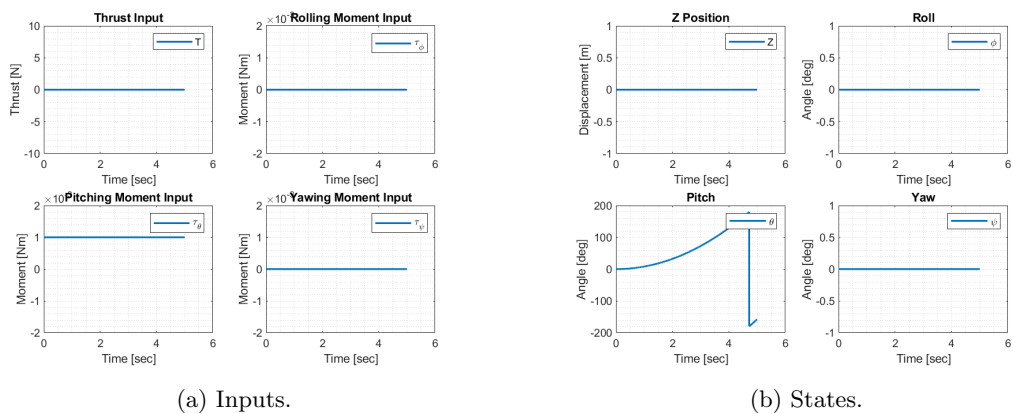 Thrust Input
10
5
0
-5
-10
Thrust [N]
T
0 2 4 6
Time [sec]
Rolling Moment Input
2
1
0
-1
-2
Moment [Nm]
τϕ
0 2 4 6
Time [sec]
Pitching Moment Input
2
1
0
-1
-2
Moment [Nm]
τθ
0 2 4 6
Time [sec]
Yawing Moment Input
2
1
0
-1
-2
Moment [Nm]
τψ
0 2 4 6
Time [sec]
(a) Inputs.
Z Position
1
0.5
0
-0.5
-1
Displacement [m]
Z
0 2 4 6
Time [sec]
Roll
1
0.5
0
-0.5
-1
Angle [deg]
ϕ
0 2 4 6
Time [sec]
Pitch
200
100
0
-100
-200
Angle [deg]
θ
0 2 4 6
Time [sec]
Yaw
1
0.5
0
-0.5
-1
Angle [deg]
ψ
0 2 4 6
Time [sec]
(b) States.